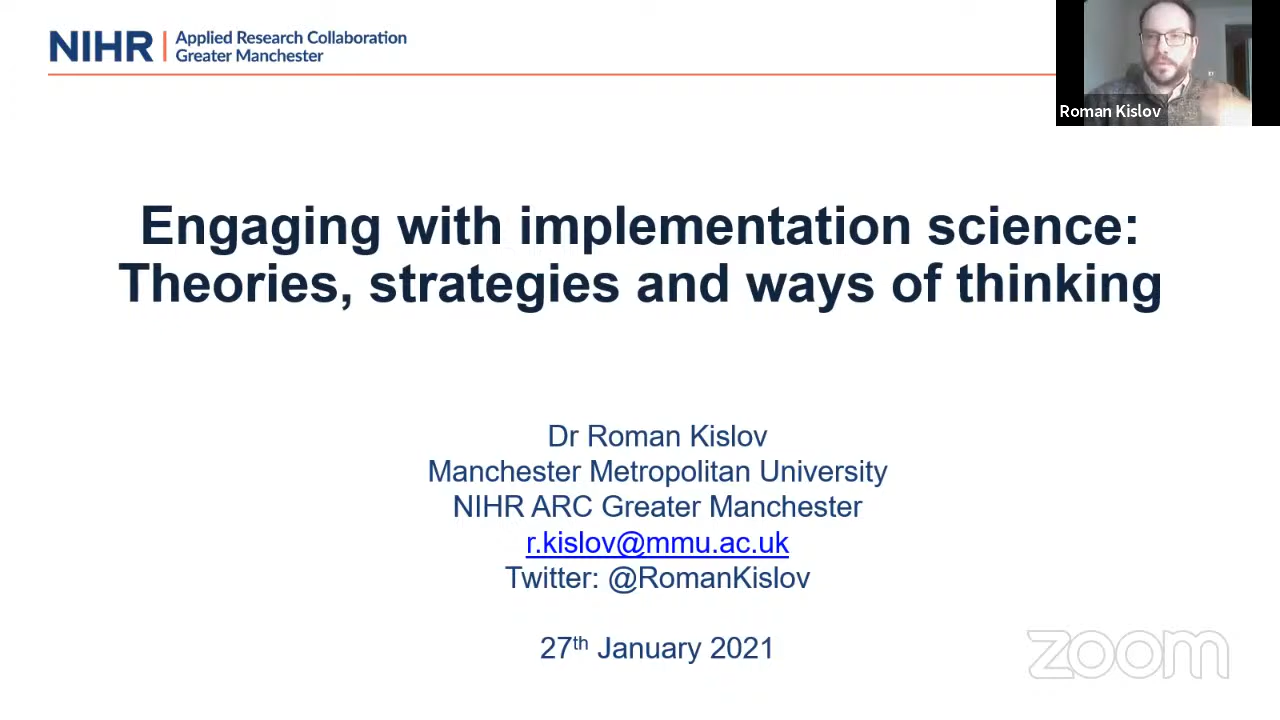 NIHR | Applied Research Collaboration
Greater Manchester
Roman Kislov
Engaging with implementation science:
Theories, strategies and ways of thinking
Dr Roman Kislov
Manchester Metropolitan University
NIHR ARC Greater Manchester
r.kislov@mmu.ac.uk
Twitter: @RomanKislov
27th January 2021
zoom